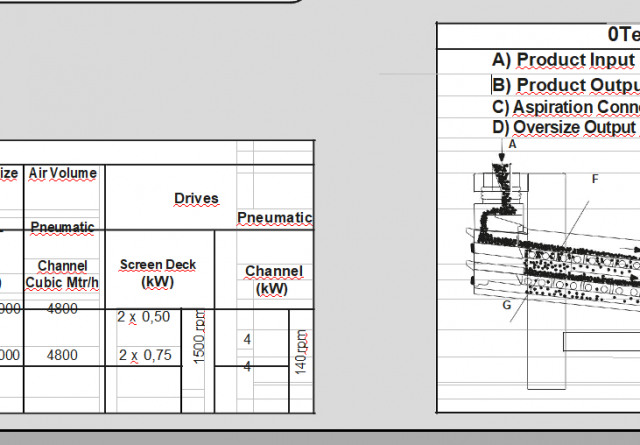 ize Air Volume
Pneumatic
Channel
Cubic Mtr/h
Drives
Pneumatic
Screen Deck
(kW)
Channel
(kW)
000 4800
2 x 0,50
1500 rpm
4
140 rpm
000 4800
2 x 0,75
4
0Te
A) Product Input
B) Product Outpu
C) Aspiration Conn
D) Oversize Output
A
F
G